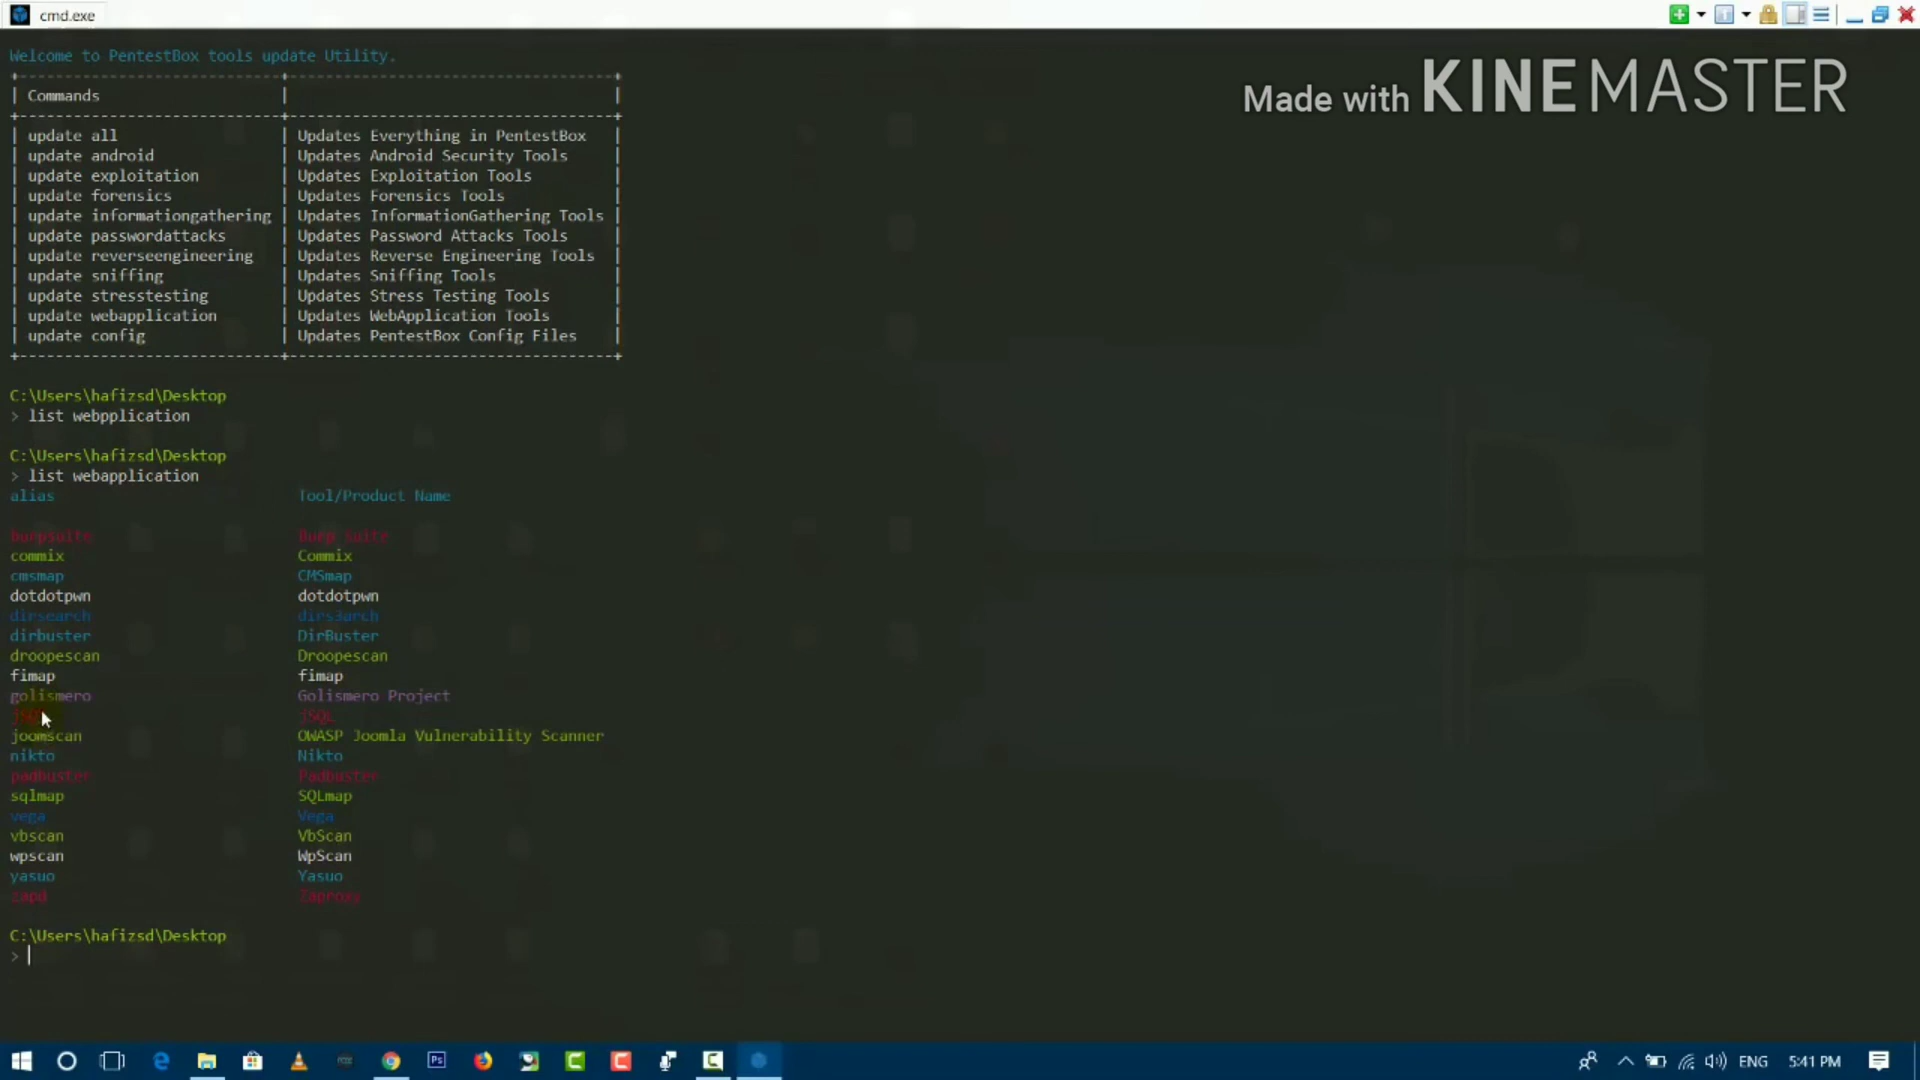 cmd.exe
Made with KINEMASTER
Welcome to PentestBox tools update Utility.
Commands
update all | Updates Everything in PentestBox
update android | Updates Android Security Tools
update exploitation | Updates Exploitation Tools
update forensics | Updates Forensics Tools
update informationgathering | Updates InformationGathering Tools
update passwordattacks | Updates Password Attacks Tools
update reverseengineering | Updates Reverse Engineering Tools
update sniffing | Updates Sniffing Tools
update stresstesting | Updates Stress Testing Tools
update webapplication | Updates WebApplication Tools
update config | Updates PentestBox Config Files
C:\Users\hafizsd\Desktop
> list webpplication
C:\Users\hafizsd\Desktop
> list webapplication
alias Tool/Product Name
burpsuite Burp suite
commix Commix
cmsmap CMSmap
dotdotpwn dotdotpwn
dirsearch dirs3arch
dirbuster DirBuster
droopescan Droopescan
fimap fimap
golismero Golismero Project
jSQL jSQL
joomscan OWASP Joomla Vulnerability Scanner
nikto Nikto
padbuster Padbuster
sqlmap SQLmap
vega Vega
vbscan VbScan
wpscan WpScan
yasuo Yasuo
zapd Zaproxy
C:\Users\hafizsd\Desktop
>
ENG 5:41 PM